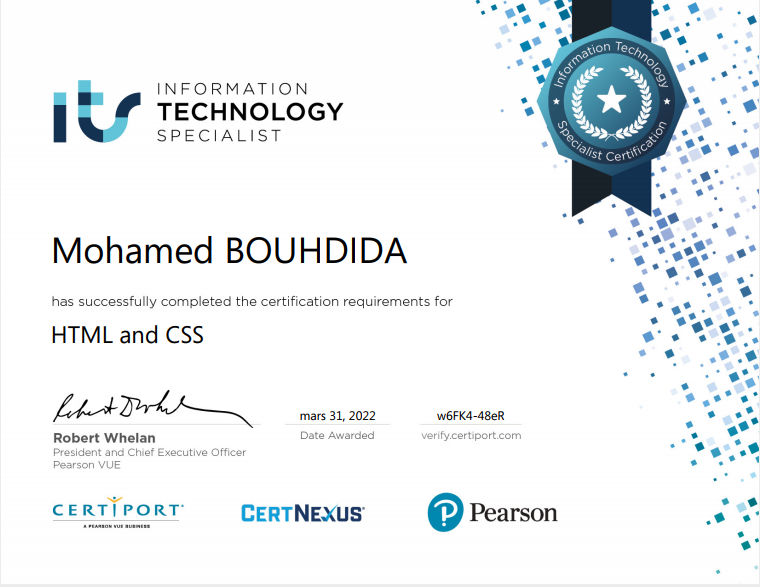 its
INFORMATION
TECHNOLOGY
SPECIALIST
Information Technology
Specialist Certification
Mohamed BOUHDIDA
has successfully completed the certification requirements for
HTML and CSS
Robert Whelan
President and Chief Executive Officer
Pearson VUE
mars 31, 2022
Date Awarded
w6FK4-48eR
verify.certiport.com
CERTIPORT
A PEARSON VUE BUSINESS
CERTNEXUS
P Pearson